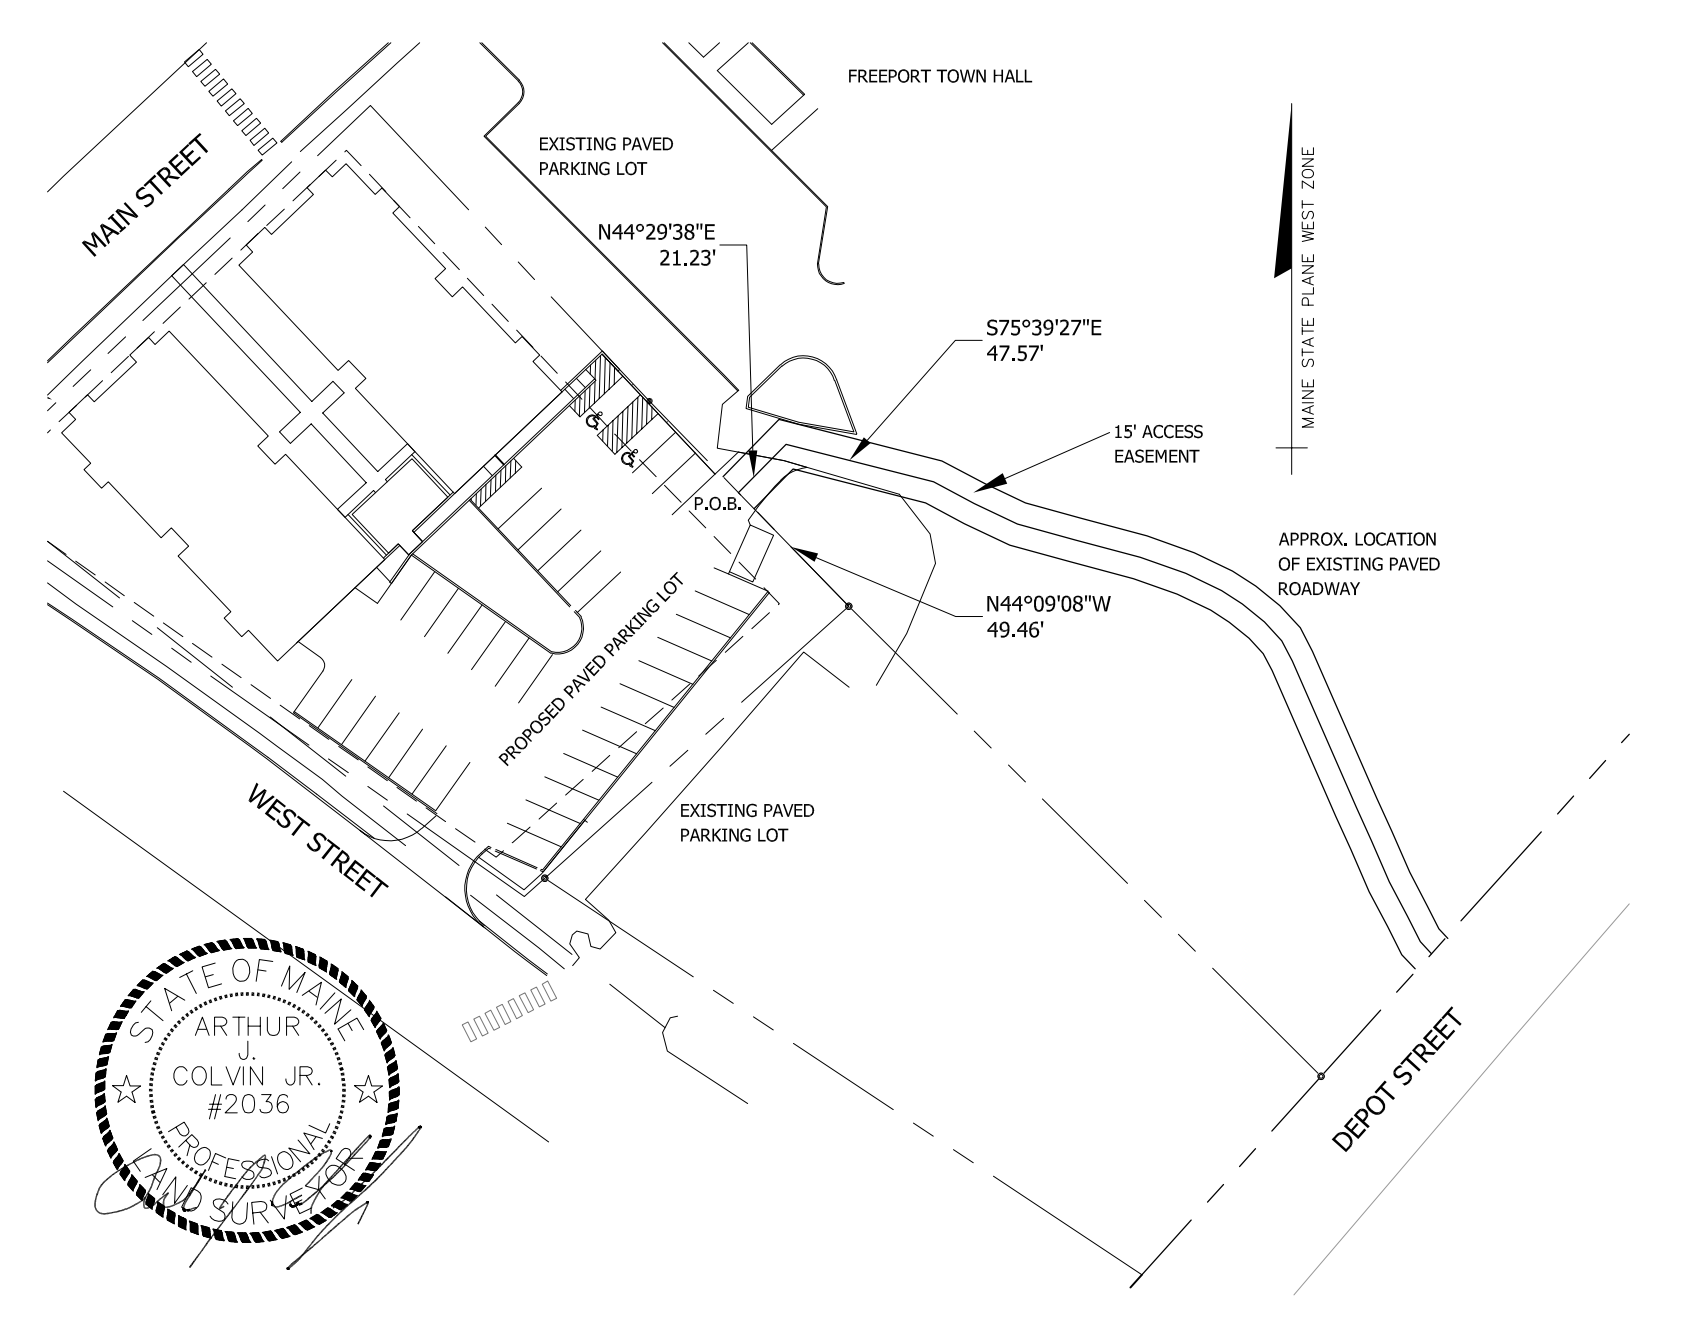 FREEPORT TOWN HALL
EXISTING PAVED
PARKING LOT
MAIN STREET
N44°29'38"E
21.23'
MAINE STATE PLANE WEST ZONE
S75°39'27"E
47.57'
15' ACCESS
EASEMENT
P.O.B.
APPROX. LOCATION
OF EXISTING PAVED
ROADWAY
N44°09'08"W
49.46'
PROPOSED PAVED PARKING LOT
EXISTING PAVED
PARKING LOT
WEST STREET
DEPOT STREET
STATE OF MAINE
ARTHUR
J.
COLVIN JR.
#2036
PROFESSIONAL
LAND SURVEYOR